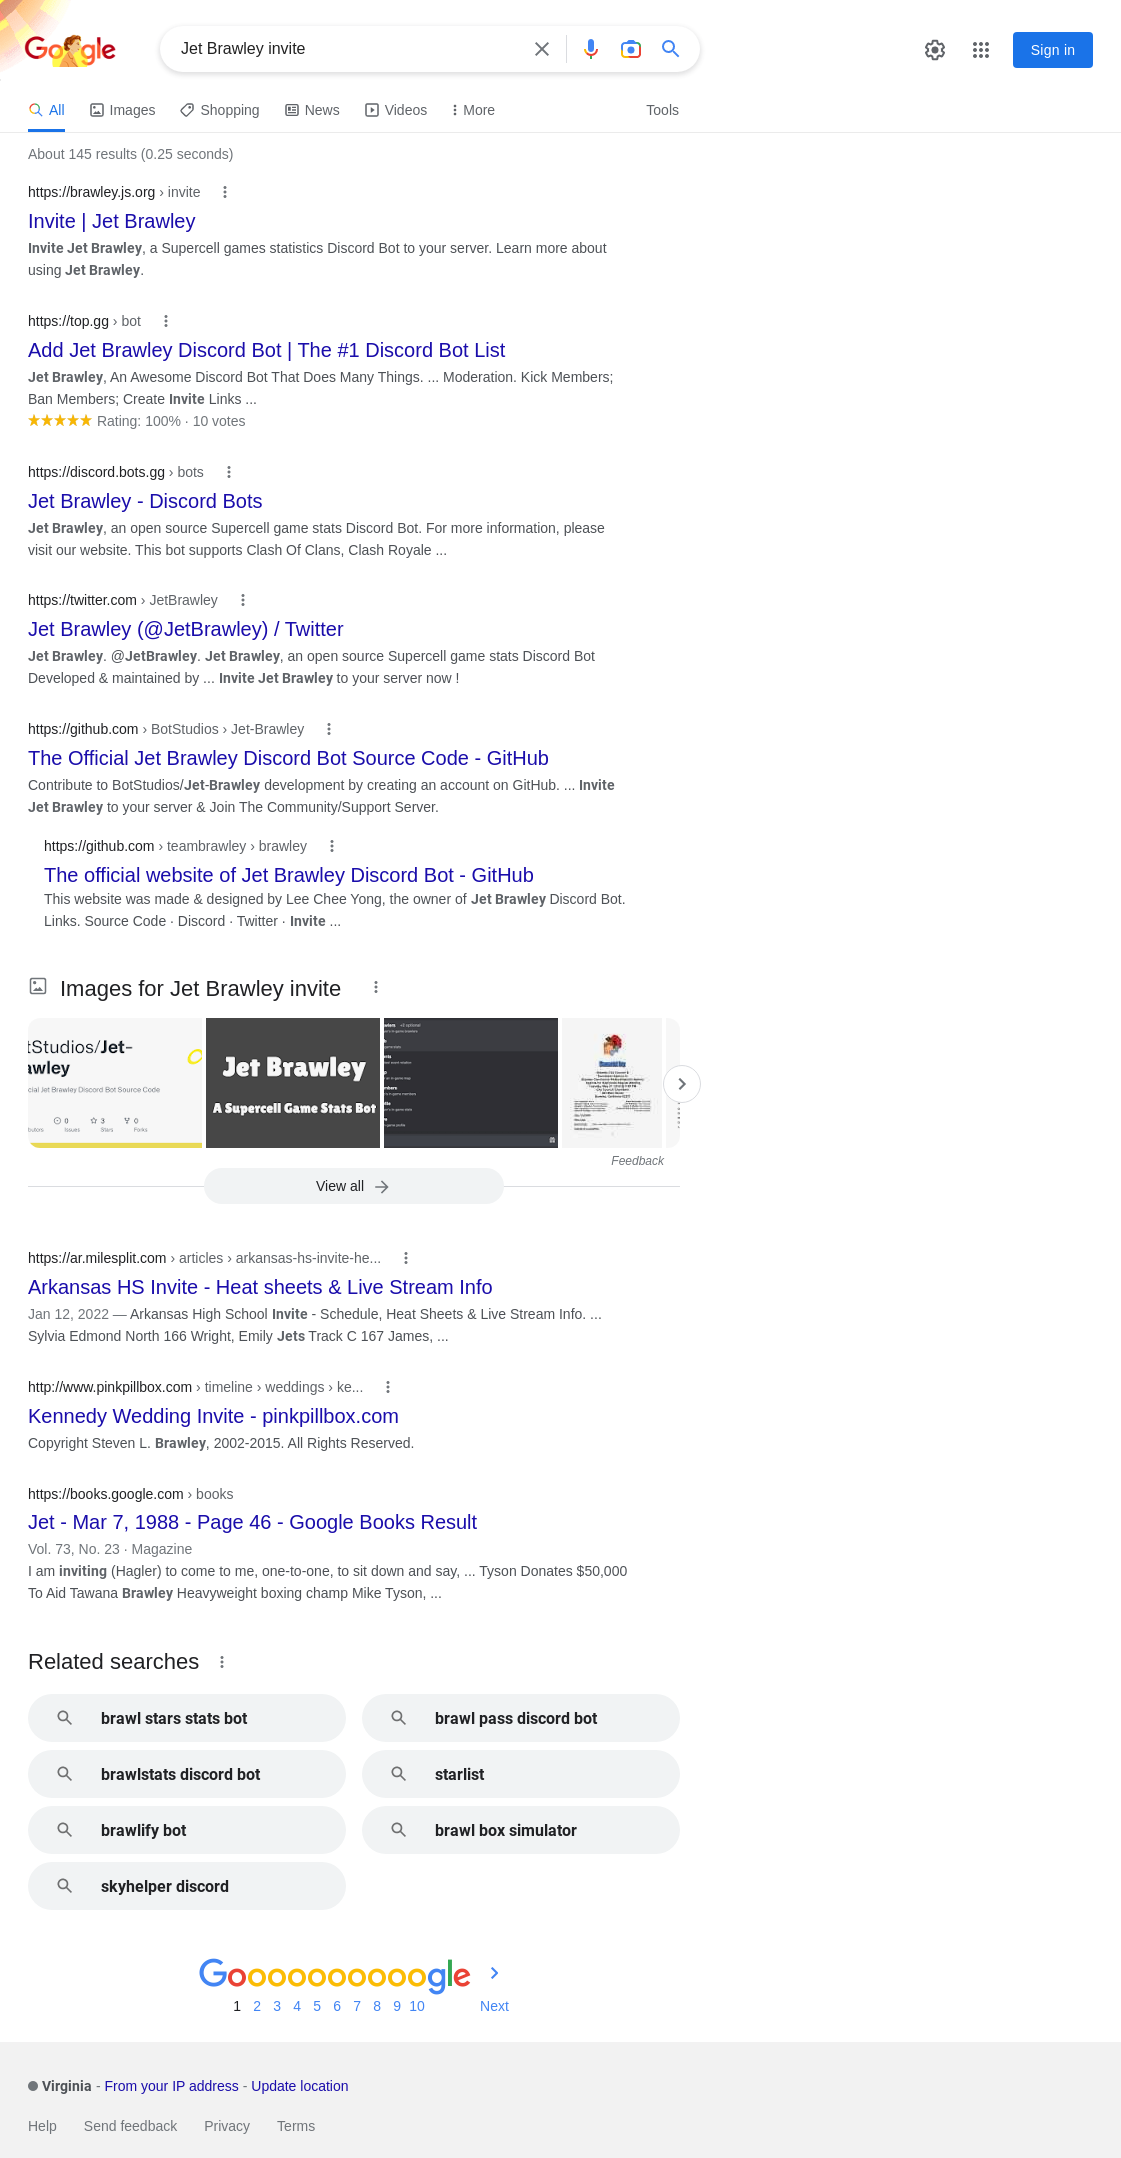 Google
Jet Brawley invite
Sign in
All Images Shopping News Videos More Tools
About 145 results (0.25 seconds)
https://brawley.js.org › invite
Invite | Jet Brawley
Invite Jet Brawley, a Supercell games statistics Discord Bot to your server. Learn more about
using Jet Brawley.
https://top.gg › bot
Add Jet Brawley Discord Bot | The #1 Discord Bot List
Jet Brawley, An Awesome Discord Bot That Does Many Things. ... Moderation. Kick Members;
Ban Members; Create Invite Links ...
Rating: 100% · 10 votes
https://discord.bots.gg › bots
Jet Brawley - Discord Bots
Jet Brawley, an open source Supercell game stats Discord Bot. For more information, please
visit our website. This bot supports Clash Of Clans, Clash Royale ...
https://twitter.com › JetBrawley
Jet Brawley (@JetBrawley) / Twitter
Jet Brawley. @JetBrawley. Jet Brawley, an open source Supercell game stats Discord Bot
Developed & maintained by ... Invite Jet Brawley to your server now !
https://github.com › BotStudios › Jet-Brawley
The Official Jet Brawley Discord Bot Source Code - GitHub
Contribute to BotStudios/Jet-Brawley development by creating an account on GitHub. ... Invite
Jet Brawley to your server & Join The Community/Support Server.
https://github.com › teambrawley › brawley
The official website of Jet Brawley Discord Bot - GitHub
This website was made & designed by Lee Chee Yong, the owner of Jet Brawley Discord Bot.
Links. Source Code · Discord · Twitter · Invite ...
Images for Jet Brawley invite
tStudios/Jet-
awley
cial Jet Brawley Discord Bot Source Code
0 3 0
Issues Stars Forks
Jet Brawley
A Supercell Game Stats Bot
Feedback
View all
https://ar.milesplit.com › articles › arkansas-hs-invite-he...
Arkansas HS Invite - Heat sheets & Live Stream Info
Jan 12, 2022 — Arkansas High School Invite - Schedule, Heat Sheets & Live Stream Info. ...
Sylvia Edmond North 166 Wright, Emily Jets Track C 167 James, ...
http://www.pinkpillbox.com › timeline › weddings › ke...
Kennedy Wedding Invite - pinkpillbox.com
Copyright Steven L. Brawley, 2002-2015. All Rights Reserved.
https://books.google.com › books
Jet - Mar 7, 1988 - Page 46 - Google Books Result
Vol. 73, No. 23 · Magazine
I am inviting (Hagler) to come to me, one-to-one, to sit down and say, ... Tyson Donates $50,000
To Aid Tawana Brawley Heavyweight boxing champ Mike Tyson, ...
Related searches
brawl stars stats bot brawl pass discord bot
brawlstats discord bot starlist
brawlify bot brawl box simulator
skyhelper discord
Goooooooooogle
1 2 3 4 5 6 7 8 9 10 Next
Virginia - From your IP address - Update location
Help Send feedback Privacy Terms